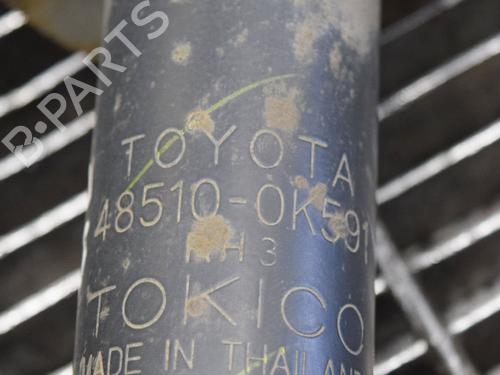 B-PARTS
TOYOTA
48510-0K591
TOKICO
MADE IN THAILAND